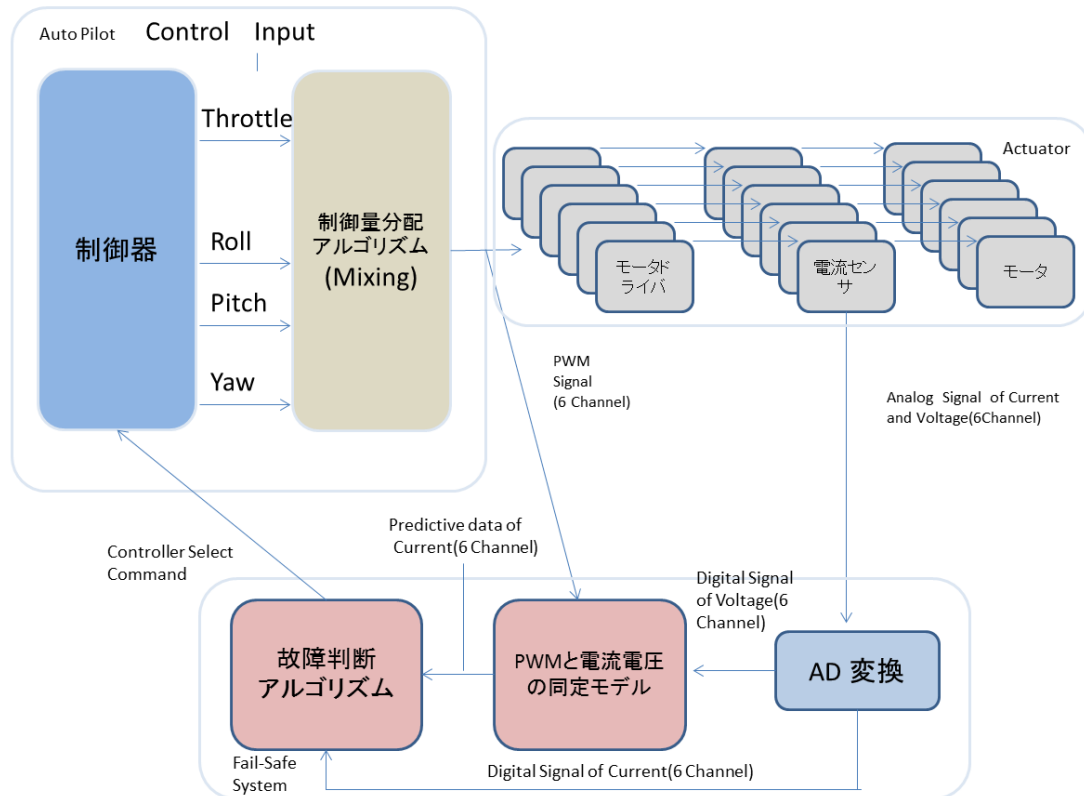 Auto Pilot
Control Input
制御器
Throttle
Roll
Pitch
Yaw
制御量分配
アルゴリズム
(Mixing)
Actuator
モータド
ライバ
電流セン
サ
モータ
PWM
Signal
(6 Channel)
Analog Signal of Current
and Voltage(6Channel)
Controller Select
Command
Predictive data of
Current(6 Channel)
Digital Signal
of Voltage(6
Channel)
故障判断
アルゴリズム
PWMと電流電圧
の同定モデル
AD 変換
Fail-Safe
System
Digital Signal of Current(6 Channel)